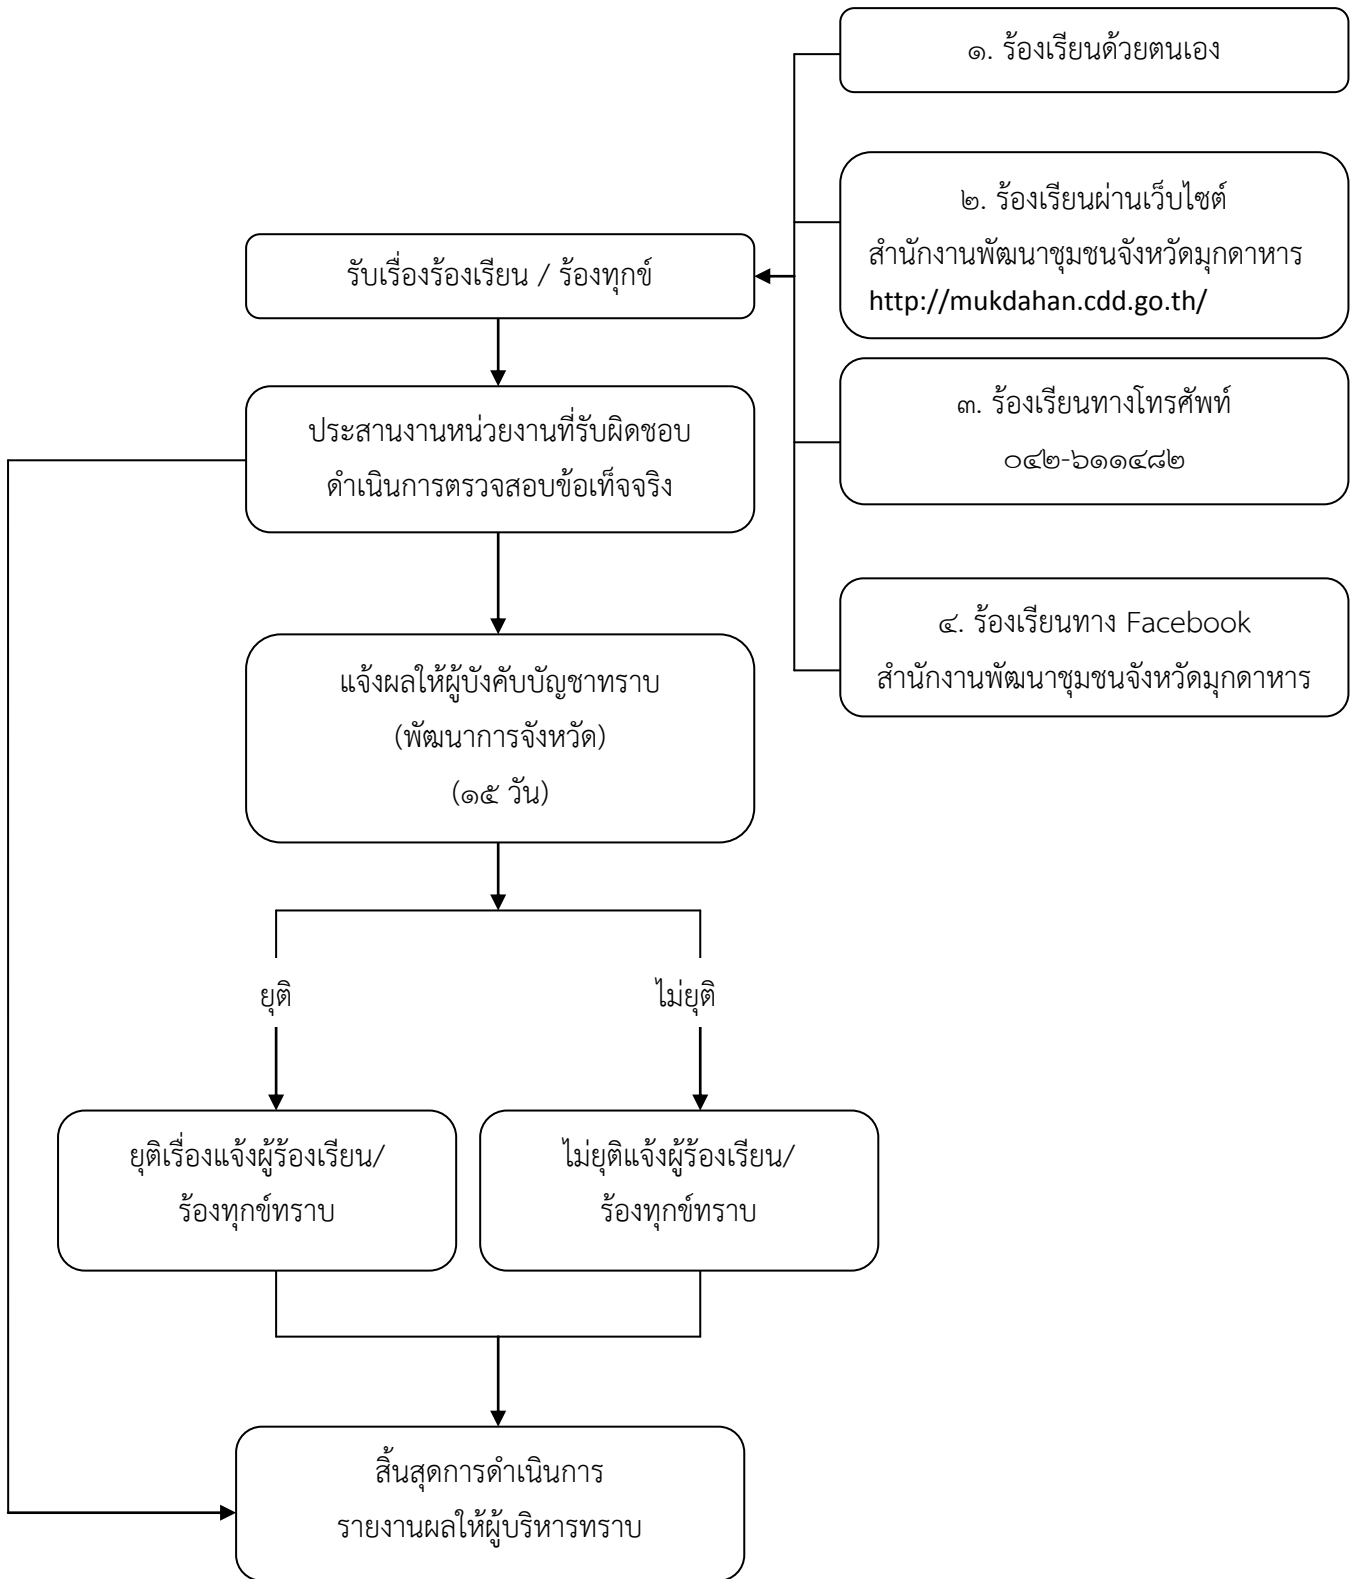 ๑. ร้องเรียนด้วยตนเอง
๒. ร้องเรียนผ่านเว็บไซต์
สำนักงานพัฒนาชุมชนจังหวัดมุกดาหาร
http://mukdahan.cdd.go.th/
รับเรื่องร้องเรียน / ร้องทุกข์
๓. ร้องเรียนทางโทรศัพท์
๐๔๒-๖๑๑๔๘๒
ประสานงานหน่วยงานที่รับผิดชอบ
ดำเนินการตรวจสอบข้อเท็จจริง
๔. ร้องเรียนทาง Facebook
สำนักงานพัฒนาชุมชนจังหวัดมุกดาหาร
แจ้งผลให้ผู้บังคับบัญชาทราบ
(พัฒนาการจังหวัด)
(๑๕ วัน)
ยุติ
ไม่ยุติ
ยุติเรื่องแจ้งผู้ร้องเรียน/
ร้องทุกข์ทราบ
ไม่ยุติแจ้งผู้ร้องเรียน/
ร้องทุกข์ทราบ
สิ้นสุดการดำเนินการ
รายงานผลให้ผู้บริหารทราบ